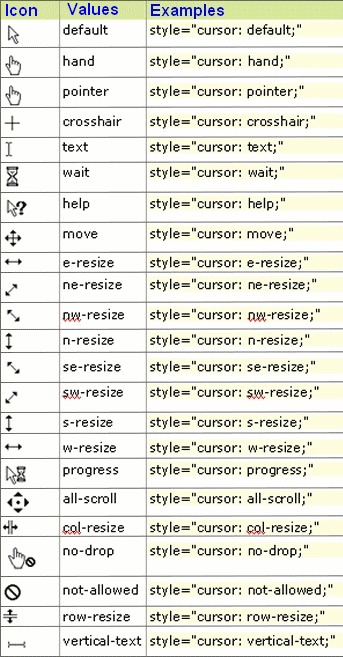 Icon Values Examples
default style="cursor: default;"
hand style="cursor: hand;"
pointer style="cursor: pointer;"
crosshair style="cursor: crosshair;"
text style="cursor: text;"
wait style="cursor: wait;"
help style="cursor: help;"
move style="cursor: move;"
e-resize style="cursor: e-resize;"
ne-resize style="cursor: ne-resize;"
nw-resize style="cursor: nw-resize;"
n-resize style="cursor: n-resize;"
se-resize style="cursor: se-resize;"
sw-resize style="cursor: sw-resize;"
s-resize style="cursor: s-resize;"
w-resize style="cursor: w-resize;"
progress style="cursor: progress;"
all-scroll style="cursor: all-scroll;"
col-resize style="cursor: col-resize;"
no-drop style="cursor: no-drop;"
not-allowed style="cursor: not-allowed;"
row-resize style="cursor: row-resize;"
vertical-text style="cursor: vertical-text;"